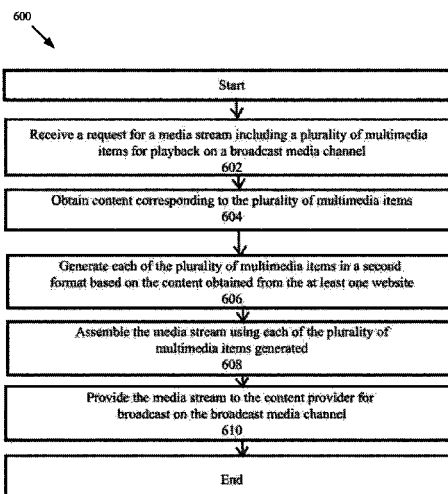 600
Start
Receive a request for a media stream including a plurality of multimedia
items for playback on a broadcast media channel
602
Obtain content corresponding to the plurality of multimedia items
604
Generate each of the plurality of multimedia items in a second
format based on the content obtained from the at least one website
606
Assemble the media stream using each of the plurality of
multimedia items generated
608
Provide the media stream to the content provider for
broadcast on the broadcast media channel
610
End